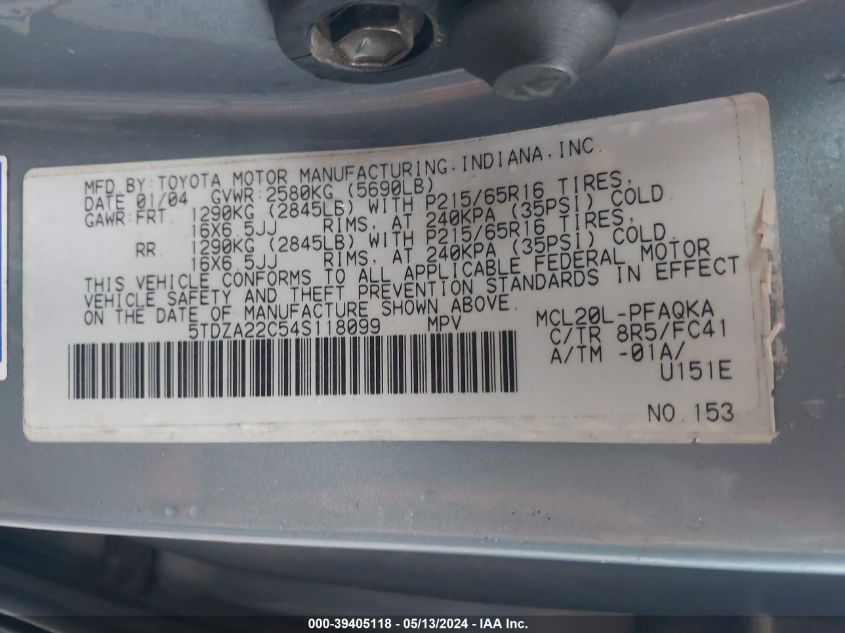 MFD BY:TOYOTA MOTOR MANUFACTURING,INDIANA,INC.
DATE 01/04 GVWR:2580KG (5690LB)
GAWR:FRT. 1290KG (2845LB) WITH P215/65R16 TIRES,
16X6.5JJ RIMS, AT 240KPA (35PSI) COLD.
RR. 1290KG (2845LB) WITH P215/65R16 TIRES,
16X6.5JJ RIMS, AT 240KPA (35PSI) COLD.
THIS VEHICLE CONFORMS TO ALL APPLICABLE FEDERAL MOTOR
VEHICLE SAFETY AND THEFT PREVENTION STANDARDS IN EFFECT
ON THE DATE OF MANUFACTURE SHOWN ABOVE.
5TDZA22C54S118099 MPV
MCL20L-PFAQKA
C/TR 8R5/FC41
A/TM -01A/
U151E
NO.153
000-39405118 - 05/13/2024 - IAA Inc.